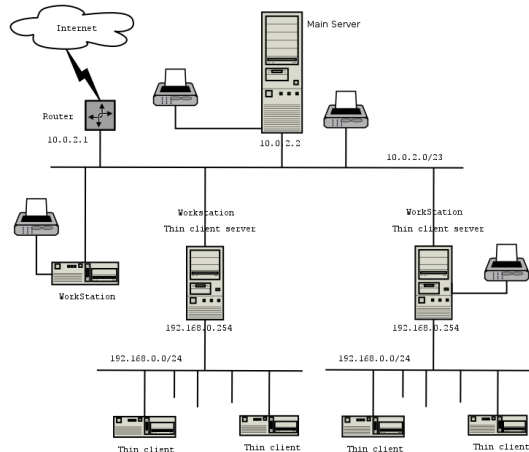 Internet
Main Server
Router
10.0.2.1
10.0.2.2
10.0.2.0/23
Workstation
Thin client server
WorkStation
Thin client server
WorkStation
192.168.0.254
192.168.0.254
192.168.0.0/24
192.168.0.0/24
Thin client
Thin client
Thin client
Thin client